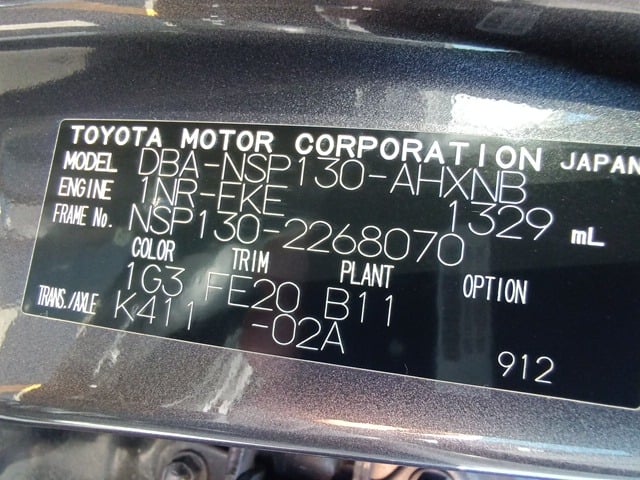 TOYOTA MOTOR CORPORATION JAPAN
MODEL DBA-NSP130-AHXNB
ENGINE 1NR-FKE 1329 mL
FRAME No. NSP130-2268070
COLOR TRIM PLANT OPTION
1G3 FE20 B11
TRANS./AXLE K411 -02A
912